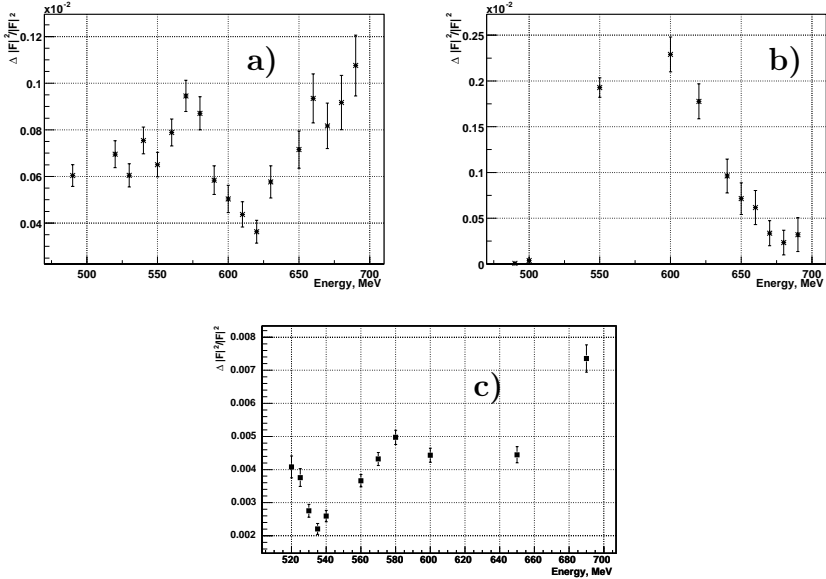 ×10⁻²
Δ |F|²/|F|²
0.12
0.1
0.08
0.06
0.04
500 550 600 650 700
Energy, MeV
a)
×10⁻²
Δ |F|²/|F|²
0.25
0.2
0.15
0.1
0.05
0
500 550 600 650 700
Energy, MeV
b)
Δ |F|²/|F|²
0.008
0.007
0.006
0.005
0.004
0.003
0.002
520 540 560 580 600 620 640 660 680 700
Energy, MeV
c)